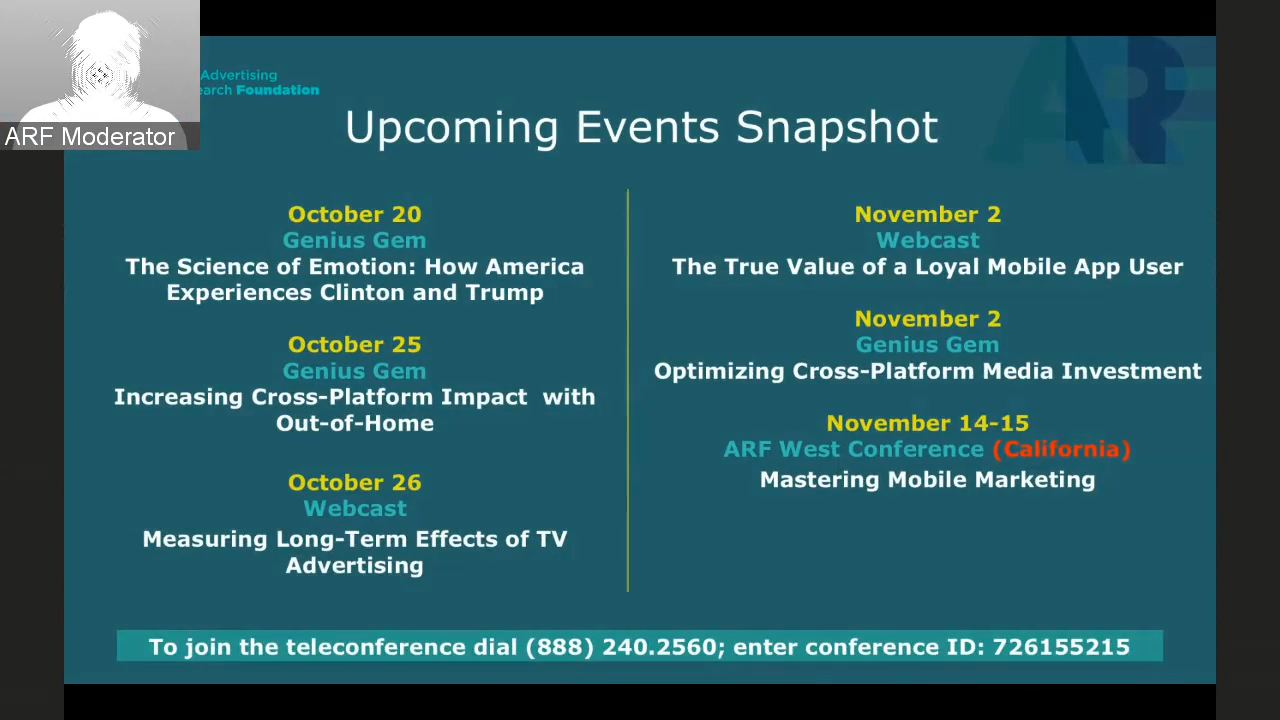 Advertising
earch Foundation
ARF
ARF Moderator
Upcoming Events Snapshot
October 20
Genius Gem
The Science of Emotion: How America
Experiences Clinton and Trump
October 25
Genius Gem
Increasing Cross-Platform Impact  with
Out-of-Home
October 26
Webcast
Measuring Long-Term Effects of TV
Advertising
November 2
Webcast
The True Value of a Loyal Mobile App User
November 2
Genius Gem
Optimizing Cross-Platform Media Investment
November 14-15
ARF West Conference (California)
Mastering Mobile Marketing
To join the teleconference dial (888) 240.2560; enter conference ID: 726155215